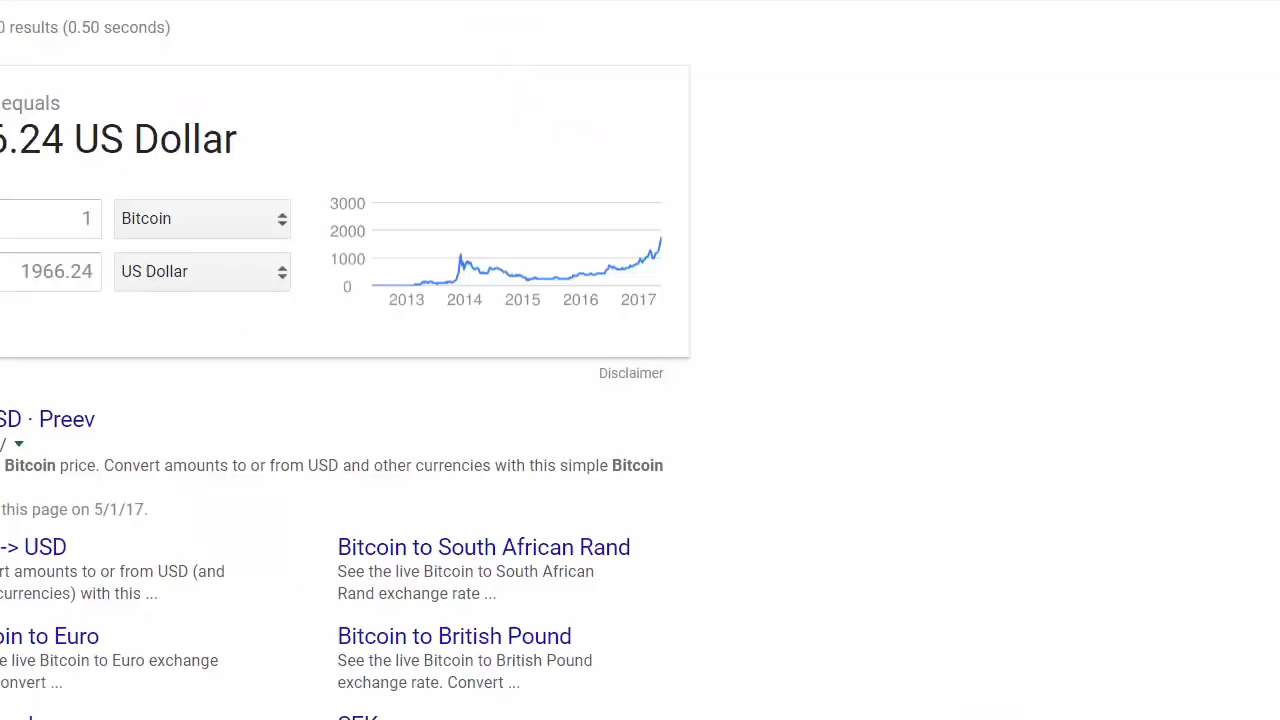 0 results (0.50 seconds)
equals
6.24 US Dollar
1 Bitcoin
1966.24 US Dollar
3000
2000
1000
0
2013 2014 2015 2016 2017
Disclaimer
SD · Preev
/
Bitcoin price. Convert amounts to or from USD and other currencies with this simple Bitcoin
this page on 5/1/17.
-> USD
rt amounts to or from USD (and
currencies) with this ...
Bitcoin to South African Rand
See the live Bitcoin to South African
Rand exchange rate ...
oin to Euro
e live Bitcoin to Euro exchange
onvert ...
Bitcoin to British Pound
See the live Bitcoin to British Pound
exchange rate. Convert ...